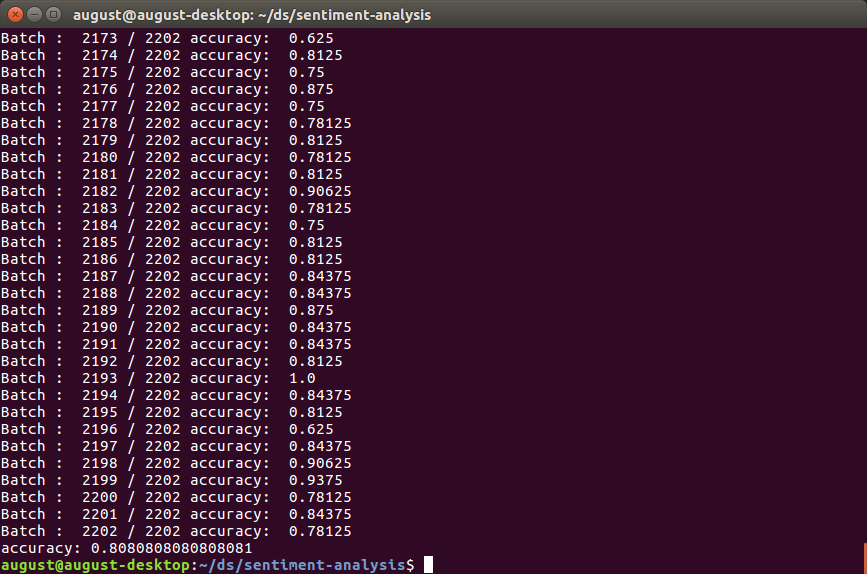 august@august-desktop: ~/ds/sentiment-analysis
Batch :  2173 / 2202 accuracy:  0.625
Batch :  2174 / 2202 accuracy:  0.8125
Batch :  2175 / 2202 accuracy:  0.75
Batch :  2176 / 2202 accuracy:  0.875
Batch :  2177 / 2202 accuracy:  0.75
Batch :  2178 / 2202 accuracy:  0.78125
Batch :  2179 / 2202 accuracy:  0.8125
Batch :  2180 / 2202 accuracy:  0.78125
Batch :  2181 / 2202 accuracy:  0.8125
Batch :  2182 / 2202 accuracy:  0.90625
Batch :  2183 / 2202 accuracy:  0.78125
Batch :  2184 / 2202 accuracy:  0.75
Batch :  2185 / 2202 accuracy:  0.8125
Batch :  2186 / 2202 accuracy:  0.8125
Batch :  2187 / 2202 accuracy:  0.84375
Batch :  2188 / 2202 accuracy:  0.84375
Batch :  2189 / 2202 accuracy:  0.875
Batch :  2190 / 2202 accuracy:  0.84375
Batch :  2191 / 2202 accuracy:  0.84375
Batch :  2192 / 2202 accuracy:  0.8125
Batch :  2193 / 2202 accuracy:  1.0
Batch :  2194 / 2202 accuracy:  0.84375
Batch :  2195 / 2202 accuracy:  0.8125
Batch :  2196 / 2202 accuracy:  0.625
Batch :  2197 / 2202 accuracy:  0.84375
Batch :  2198 / 2202 accuracy:  0.90625
Batch :  2199 / 2202 accuracy:  0.9375
Batch :  2200 / 2202 accuracy:  0.78125
Batch :  2201 / 2202 accuracy:  0.84375
Batch :  2202 / 2202 accuracy:  0.78125
accuracy: 0.8080808080808081
august@august-desktop:~/ds/sentiment-analysis$